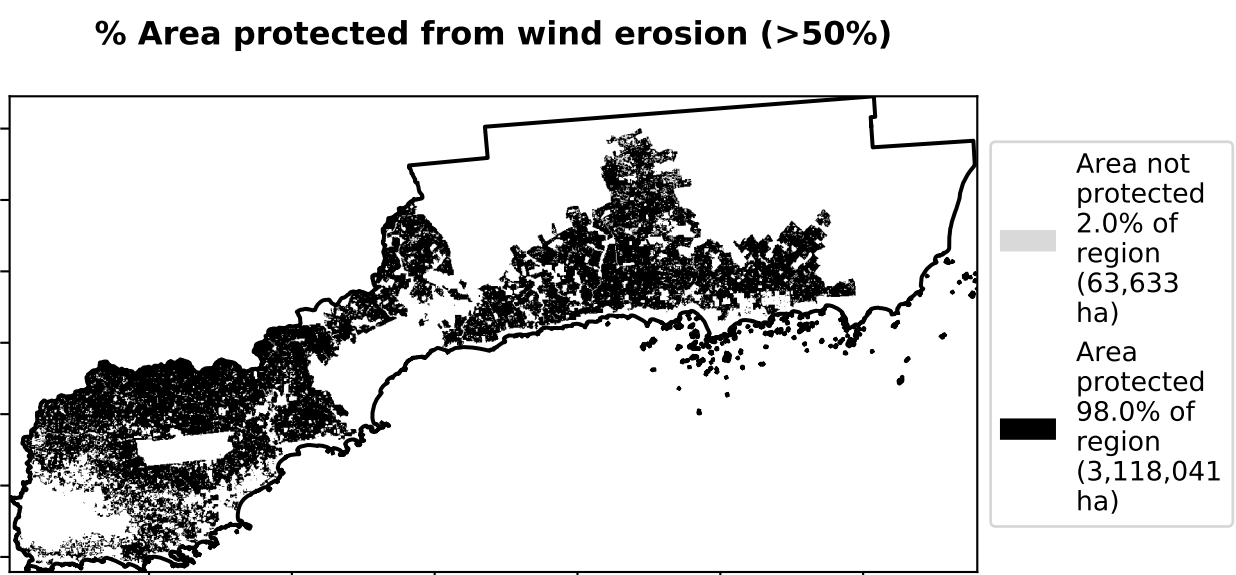 % Area protected from wind erosion (>50%)
Area not
protected
2.0% of
region
(63,633
ha)
Area
protected
98.0% of
region
(3,118,041
ha)